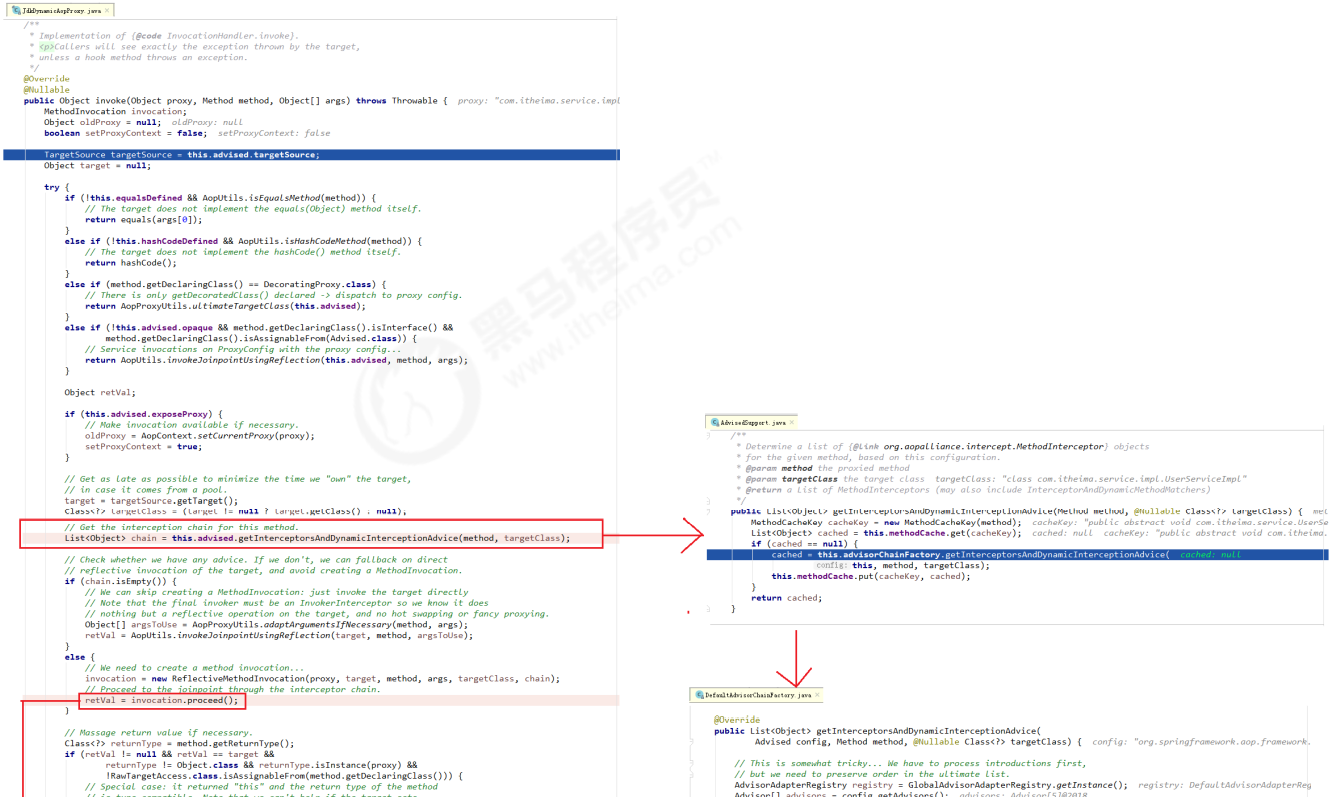 JdkDynamicAopProxy.java ×
/**
 * Implementation of {@code InvocationHandler.invoke}.
 * <p>Callers will see exactly the exception thrown by the target,
 * unless a hook method throws an exception.
 */
@Override
@Nullable
public Object invoke(Object proxy, Method method, Object[] args) throws Throwable {  proxy: "com.itheima.service.impl
    MethodInvocation invocation;
    Object oldProxy = null;  oldProxy: null
    boolean setProxyContext = false;  setProxyContext: false
    TargetSource targetSource = this.advised.targetSource;
    Object target = null;
    try {
        if (!this.equalsDefined && AopUtils.isEqualsMethod(method)) {
            // The target does not implement the equals(Object) method itself.
            return equals(args[0]);
        }
        else if (!this.hashCodeDefined && AopUtils.isHashCodeMethod(method)) {
            // The target does not implement the hashCode() method itself.
            return hashCode();
        }
        else if (method.getDeclaringClass() == DecoratingProxy.class) {
            // There is only getDecoratedClass() declared -> dispatch to proxy config.
            return AopProxyUtils.ultimateTargetClass(this.advised);
        }
        else if (!this.advised.opaque && method.getDeclaringClass().isInterface() &&
                method.getDeclaringClass().isAssignableFrom(Advised.class)) {
            // Service invocations on ProxyConfig with the proxy config...
            return AopUtils.invokeJoinpointUsingReflection(this.advised, method, args);
        }
        Object retVal;
        if (this.advised.exposeProxy) {
            // Make invocation available if necessary.
            oldProxy = AopContext.setCurrentProxy(proxy);
            setProxyContext = true;
        }
        // Get as late as possible to minimize the time we "own" the target,
        // in case it comes from a pool.
        target = targetSource.getTarget();
        Class<?> targetClass = (target != null ? target.getClass() : null);
        // Get the interception chain for this method.
        List<Object> chain = this.advised.getInterceptorsAndDynamicInterceptionAdvice(method, targetClass);
        // Check whether we have any advice. If we don't, we can fallback on direct
        // reflective invocation of the target, and avoid creating a MethodInvocation.
        if (chain.isEmpty()) {
            // We can skip creating a MethodInvocation: just invoke the target directly
            // Note that the final invoker must be an InvokerInterceptor so we know it does
            // nothing but a reflective operation on the target, and no hot swapping or fancy proxying.
            Object[] argsToUse = AopProxyUtils.adaptArgumentsIfNecessary(method, args);
            retVal = AopUtils.invokeJoinpointUsingReflection(target, method, argsToUse);
        }
        else {
            // We need to create a method invocation...
            invocation = new ReflectiveMethodInvocation(proxy, target, method, args, targetClass, chain);
            // Proceed to the joinpoint through the interceptor chain.
            retVal = invocation.proceed();
        }
        // Massage return value if necessary.
        Class<?> returnType = method.getReturnType();
        if (retVal != null && retVal == target &&
                returnType != Object.class && returnType.isInstance(proxy) &&
                !RawTargetAccess.class.isAssignableFrom(method.getDeclaringClass())) {
            // Special case: it returned "this" and the return type of the method
            // is type-compatible. Note that we can't help if the target sets
黑马程序员™
www.itheima.com
AdvisedSupport.java ×
/**
 * Determine a list of {@link org.aopalliance.intercept.MethodInterceptor} objects
 * for the given method, based on this configuration.
 * @param method the proxied method
 * @param targetClass the target class  targetClass: "class com.itheima.service.impl.UserServiceImpl"
 * @return a List of MethodInterceptors (may also include InterceptorAndDynamicMethodMatchers)
 */
public List<Object> getInterceptorsAndDynamicInterceptionAdvice(Method method, @Nullable Class<?> targetClass) {  met
    MethodCacheKey cacheKey = new MethodCacheKey(method);  cacheKey: "public abstract void com.itheima.service.UserSe
    List<Object> cached = this.methodCache.get(cacheKey);  cached: null  cacheKey: "public abstract void com.itheima.
    if (cached == null) {
        cached = this.advisorChainFactory.getInterceptorsAndDynamicInterceptionAdvice(  cached: null
                config: this, method, targetClass);
        this.methodCache.put(cacheKey, cached);
    }
    return cached;
}
DefaultAdvisorChainFactory.java ×
@Override
public List<Object> getInterceptorsAndDynamicInterceptionAdvice(
        Advised config, Method method, @Nullable Class<?> targetClass) {  config: "org.springframework.aop.framework.
    // This is somewhat tricky... We have to process introductions first,
    // but we need to preserve order in the ultimate list.
    AdvisorAdapterRegistry registry = GlobalAdvisorAdapterRegistry.getInstance();  registry: DefaultAdvisorAdapterReg
    Advisor[] advisors = config.getAdvisors();  advisors: Advisor[5]@2018